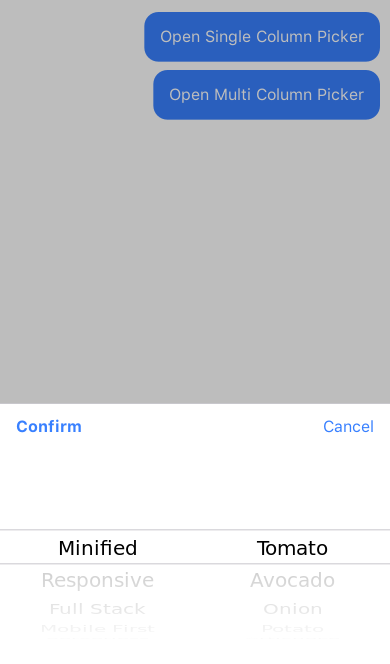 Open Single Column Picker
Open Multi Column Picker
Confirm Cancel
Minified Tomato
Responsive Avocado
Full Stack Onion
Mobile First Potato